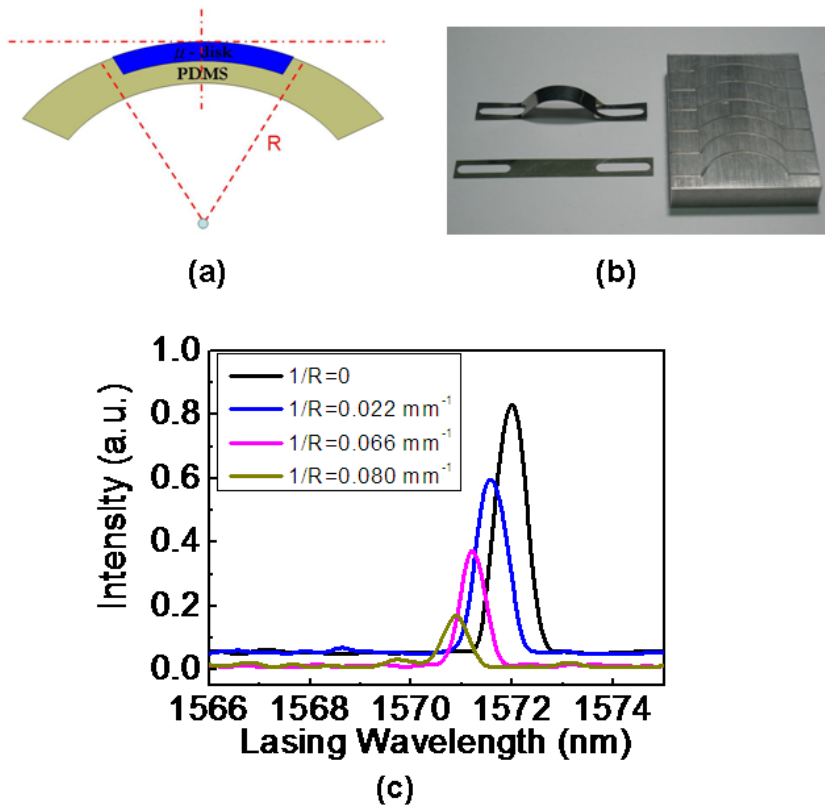 μ - disk
PDMS
R
(a)
(b)
1.0
0.8
0.6
0.4
0.2
0.0
Intensity (a.u.)
1/R=0
1/R=0.022 mm⁻¹
1/R=0.066 mm⁻¹
1/R=0.080 mm⁻¹
1566 1568 1570 1572 1574
Lasing Wavelength (nm)
(c)